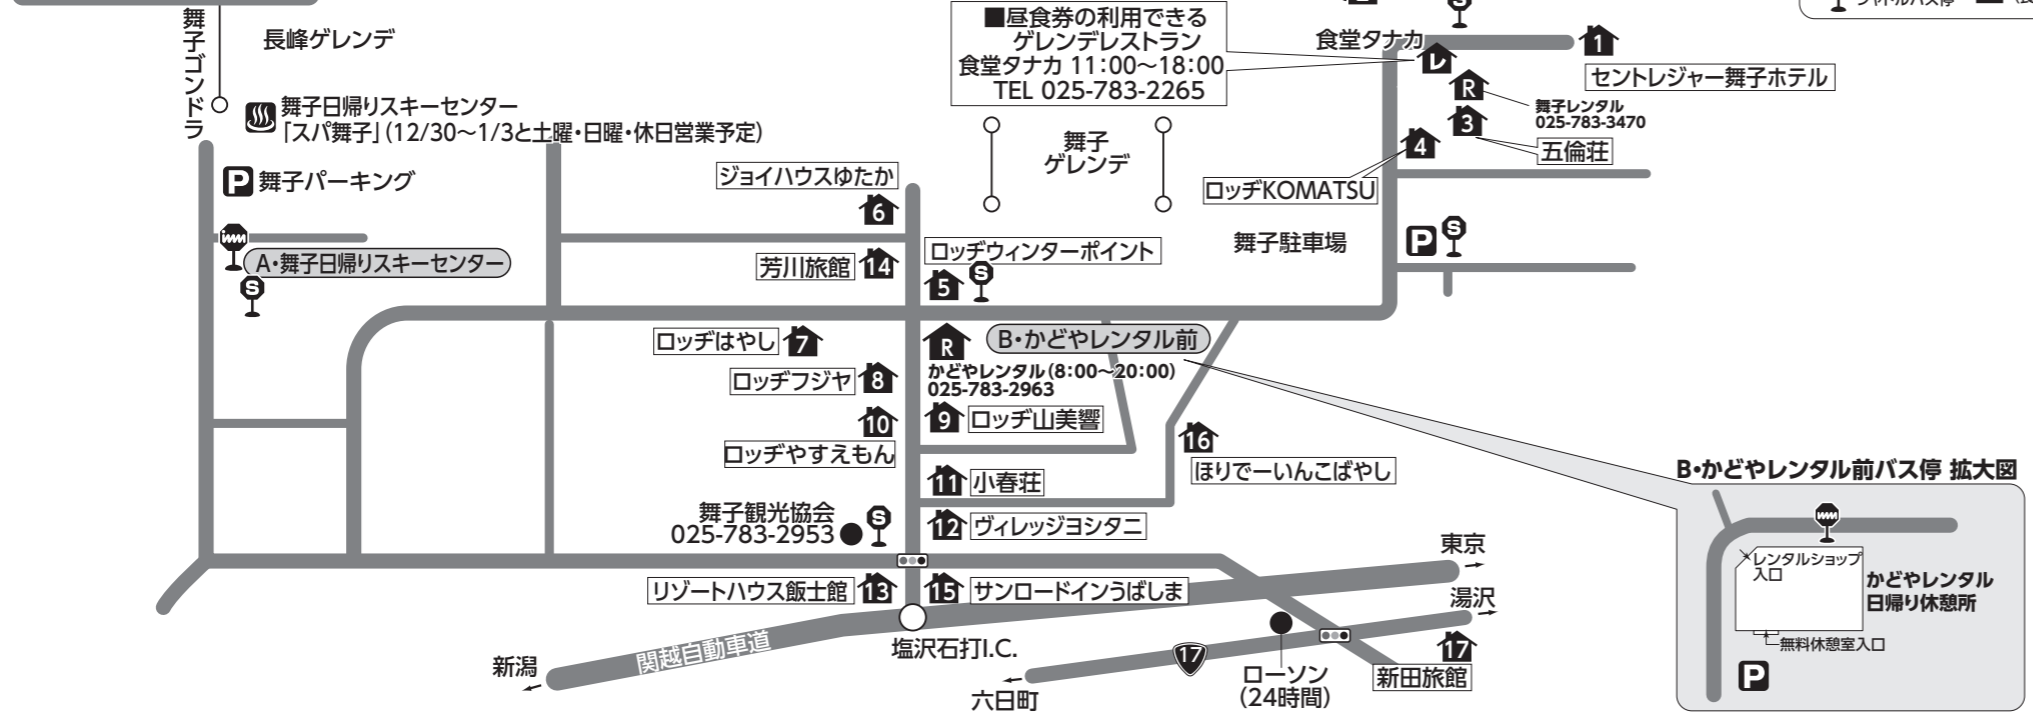 舞子ゴンドラ
長峰ゲレンデ
舞子日帰りスキーセンター
「スパ舞子」(12/30〜1/3と土曜・日曜・休日営業予定)
P 舞子パーキング
A・舞子日帰りスキーセンター
S
■昼食券の利用できる
ゲレンデレストラン
食堂タナカ 11:00〜18:00
TEL 025-783-2265
食堂タナカ
レ
S
1
セントレジャー舞子ホテル
R
舞子レンタル
025-783-3470
3
五倫荘
4
ロッヂKOMATSU
舞子
ゲレンデ
舞子駐車場
P S
ジョイハウスゆたか
6
芳川旅館 14
ロッヂウィンターポイント
5 S
ロッヂはやし 7
R
B・かどやレンタル前
かどやレンタル(8:00〜20:00)
025-783-2963
ロッヂフジヤ 8
9 ロッヂ山美響
10
ロッヂやすえもん
11 小春荘
16
ほりでーいんこばやし
舞子観光協会
025-783-2953
S
12 ヴィレッジヨシタニ
リゾートハウス飯士館 13
15 サンロードインうばしま
塩沢石打I.C.
関越自動車道
新潟
東京
湯沢
六日町
17
ローソン
(24時間)
17
新田旅館
B・かどやレンタル前バス停 拡大図
レンタルショップ
入口
かどやレンタル
日帰り休憩所
無料休憩室入口
P